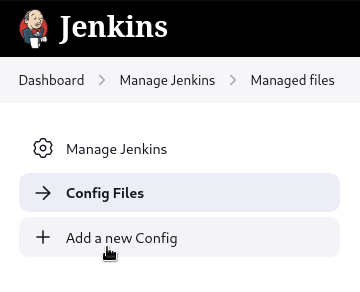 Jenkins
Dashboard > Manage Jenkins > Managed files
Manage Jenkins
Config Files
Add a new Config